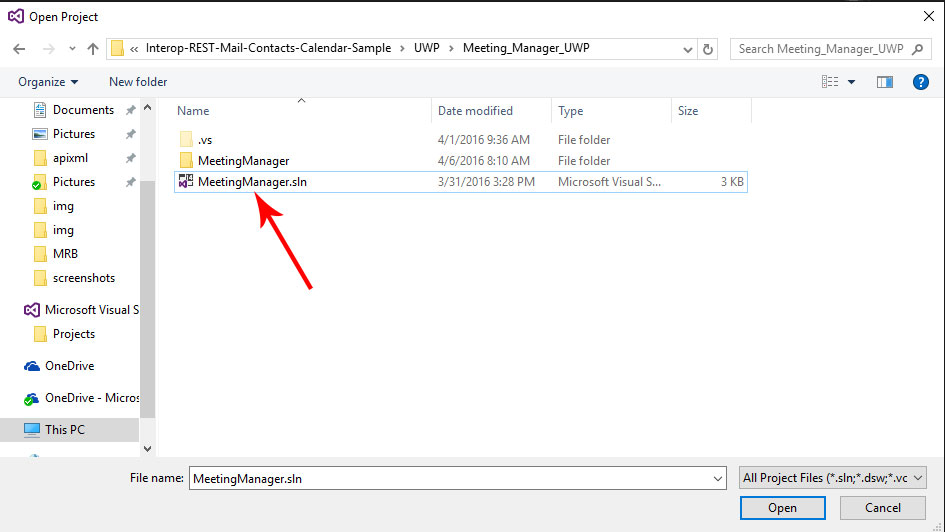 Open Project
« Interop-REST-Mail-Contacts-Calendar-Sample > UWP > Meeting_Manager_UWP
Search Meeting_Manager_UWP
Organize
New folder
?
Documents
Pictures
apixml
Pictures
img
img
MRB
screenshots
Microsoft Visual S
Projects
OneDrive
OneDrive - Micros
This PC
Name Date modified Type Size
.vs 4/1/2016 9:36 AM File folder
MeetingManager 4/6/2016 8:10 AM File folder
MeetingManager.sln 3/31/2016 3:28 PM Microsoft Visual S... 3 KB
File name: MeetingManager.sln
All Project Files (*.sln;*.dsw;*.vc
Open
Cancel